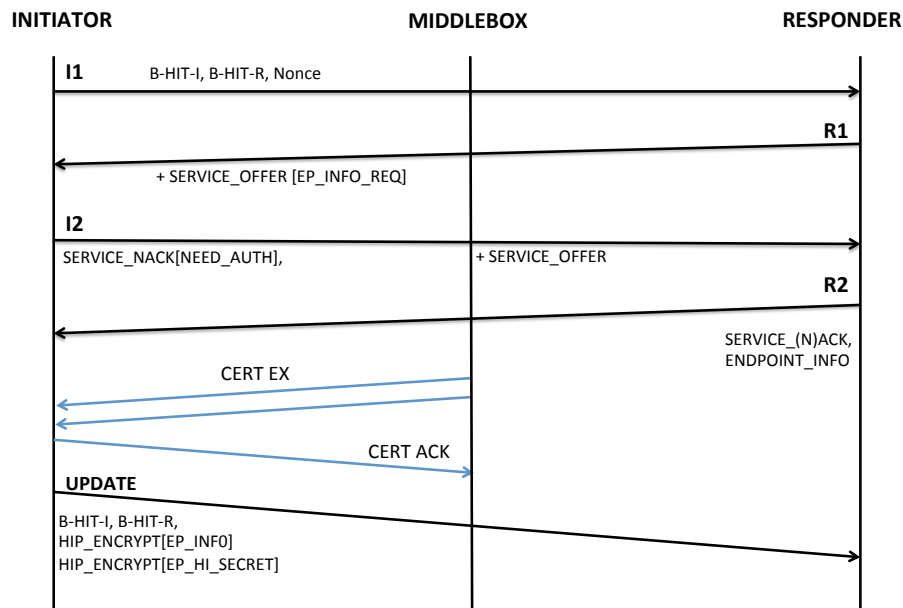 INITIATOR MIDDLEBOX RESPONDER
I1 B-HIT-I, B-HIT-R, Nonce
R1
+ SERVICE_OFFER [EP_INFO_REQ]
I2
SERVICE_NACK[NEED_AUTH], + SERVICE_OFFER
R2
SERVICE_(N)ACK,
ENDPOINT_INFO
CERT EX
CERT ACK
UPDATE
B-HIT-I, B-HIT-R,
HIP_ENCRYPT[EP_INF0]
HIP_ENCRYPT[EP_HI_SECRET]